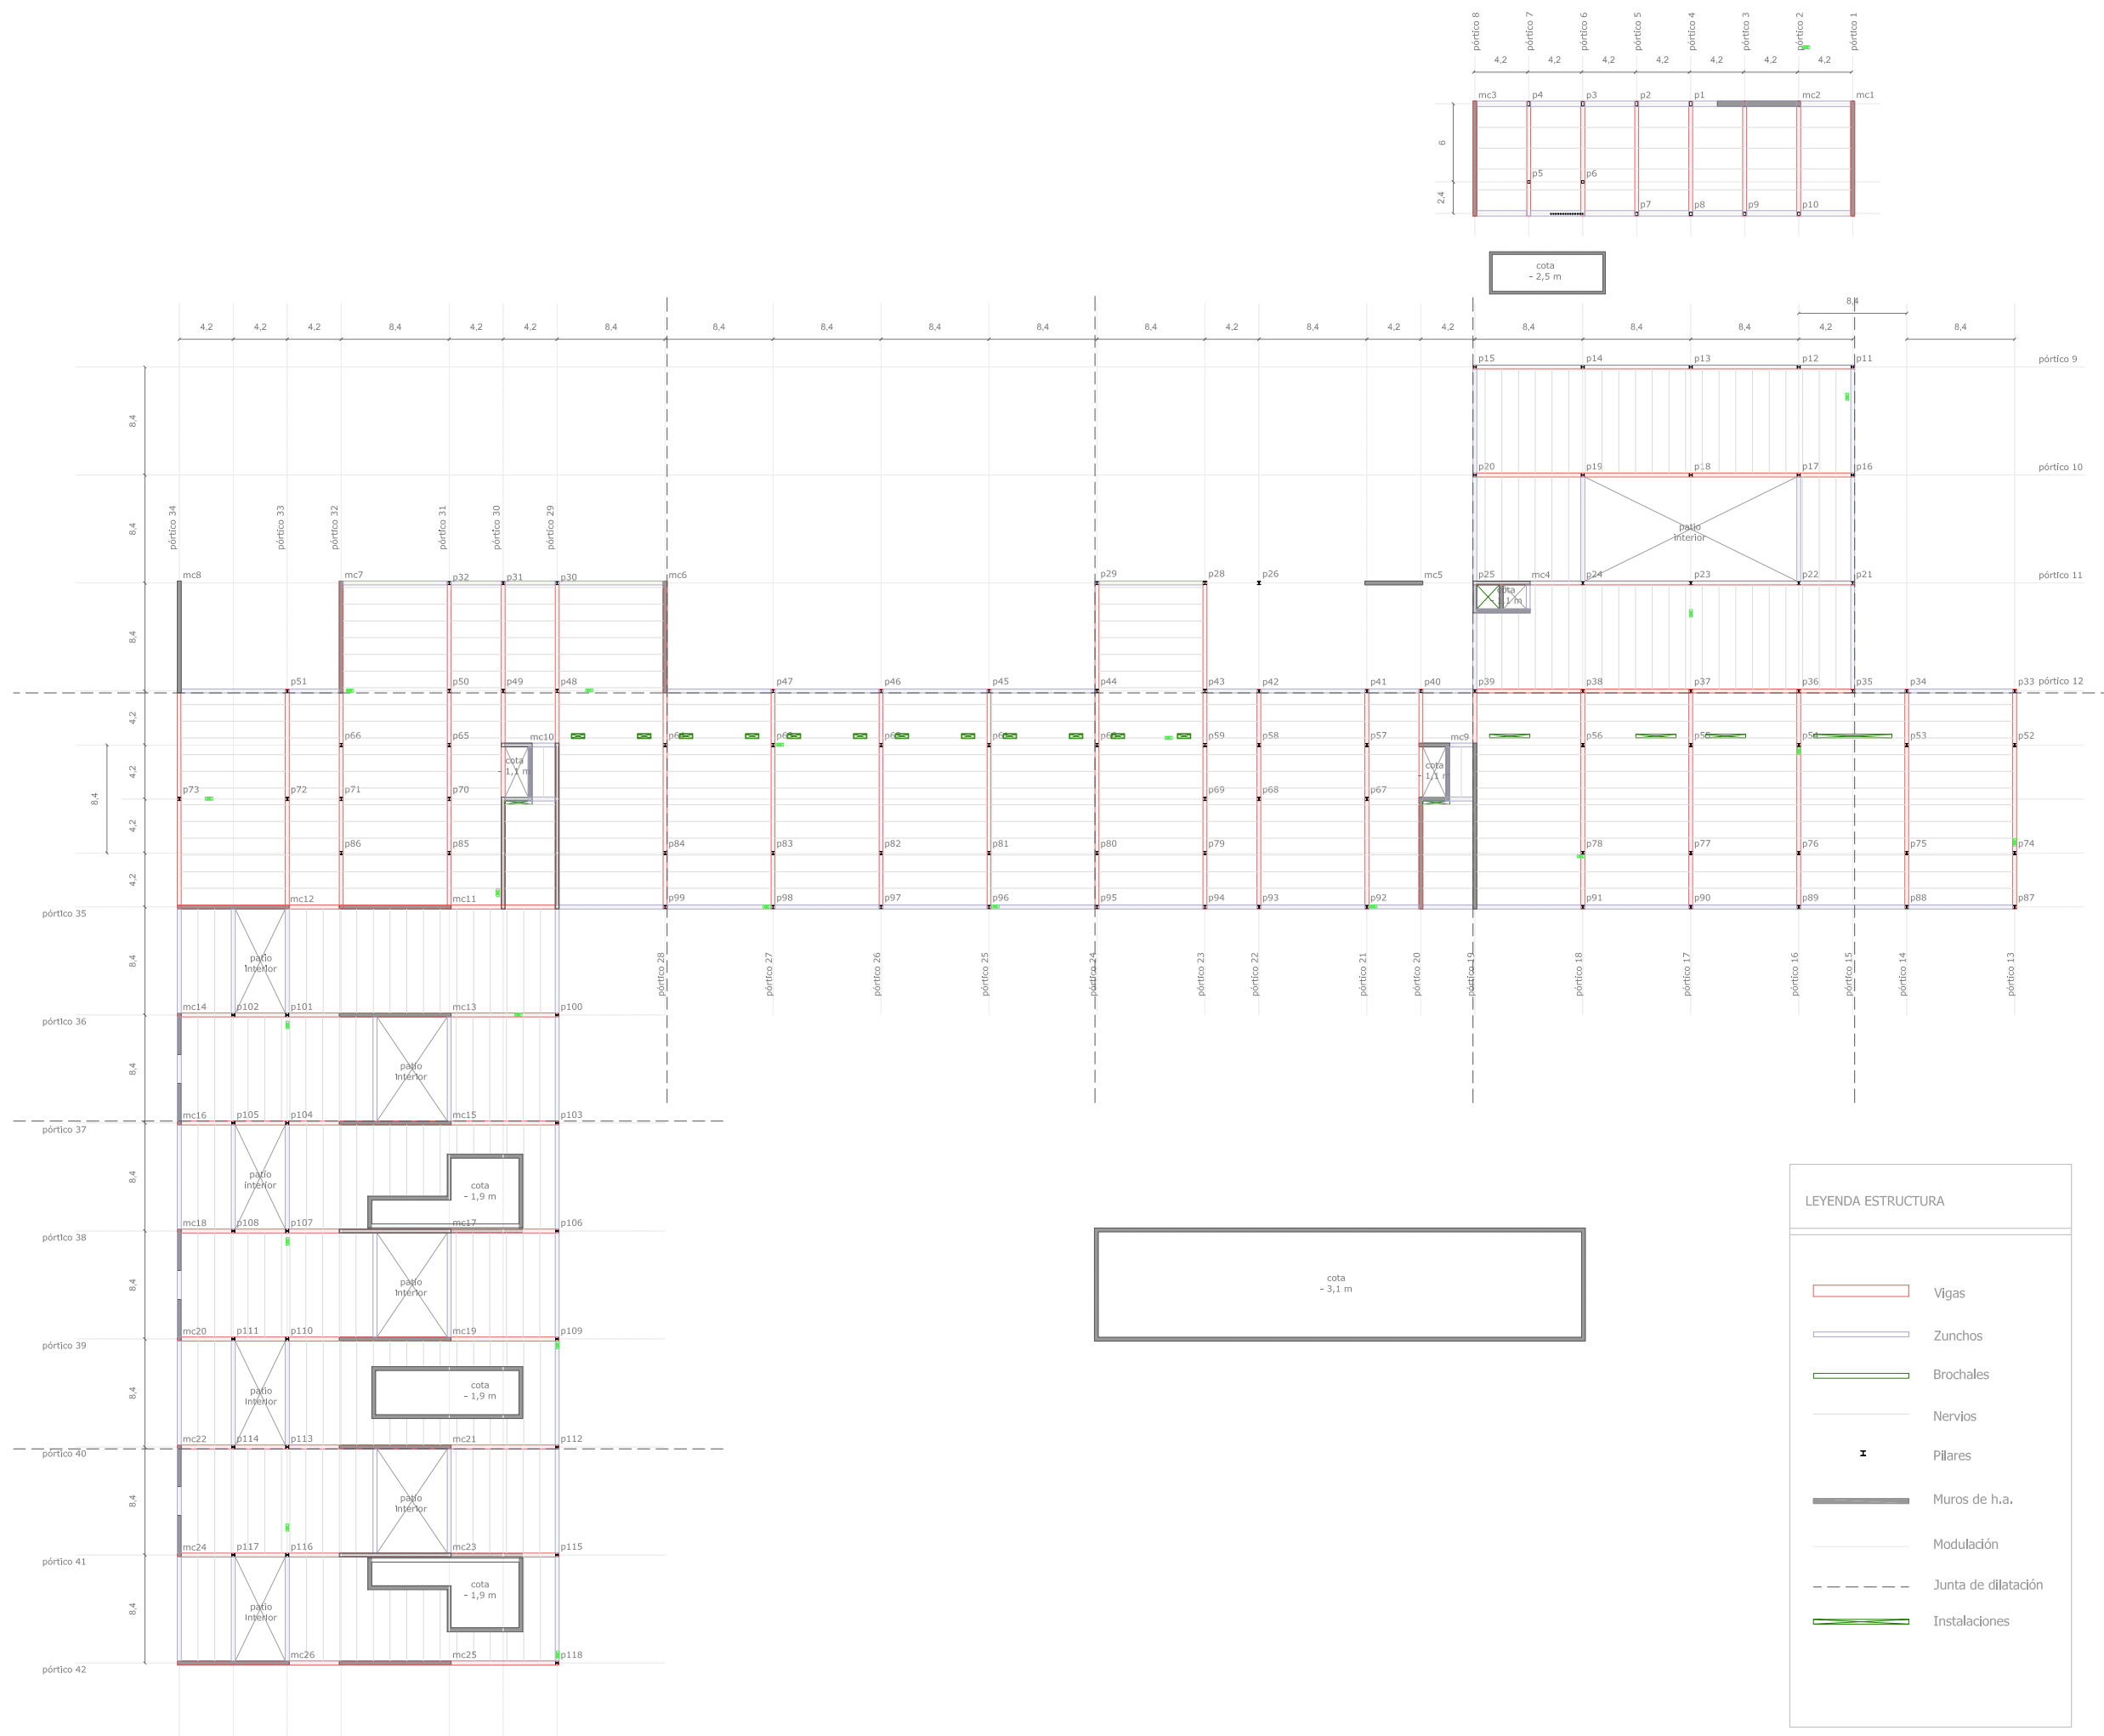 pórtico 8
pórtico 7
pórtico 6
pórtico 5
pórtico 4
pórtico 3
pórtico 2
pórtico 1
4,2 4,2 4,2 4,2 4,2 4,2 4,2
mc3 p4 p3 p2 p1 mc2 mc1
6
p5 p6
2,4
p7 p8 p9 p10
cota
- 2,5 m
8,4
4,2 4,2 4,2 8,4 4,2 4,2 8,4 8,4 8,4 8,4 8,4 8,4 4,2 8,4 4,2 4,2 8,4 8,4 8,4 4,2 8,4
p15 p14 p13 p12 p11 pórtico 9
8,4
p20 p19 p18 p17 p16 pórtico 10
pórtico 34
pórtico 33
pórtico 32
pórtico 31
pórtico 30
pórtico 29
8,4
patio
interior
mc8 mc7 p32 p31 p30 mc6 p29 p28 p26 mc5 p25 mc4 p24 p23 p22 p21 pórtico 11
cota
8,4
p51 p50 p49 p48 p47 p46 p45 p44 p43 p42 p41 p40 p39 p38 p37 p36 p35 p34 p33 pórtico 12
4,2
p66 p65 mc10 p59 p58 p57 mc9 p56 p55 p54 p53 p52
cota
- 1,1 m
cota
- 1,1 m
4,2
8,4
p73 p72 p71 p70 p69 p68 p67
4,2
p86 p85 p84 p83 p82 p81 p80 p79 p78 p77 p76 p75 p74
4,2
mc12 mc11 p99 p98 p97 p96 p95 p94 p93 p92 p91 p90 p89 p88 p87
pórtico 35
8,4
patio
interior
pórtico 28
pórtico 27
pórtico 26
pórtico 25
pórtico 24
pórtico 23
pórtico 22
pórtico 21
pórtico 20
pórtico 19
pórtico 18
pórtico 17
pórtico 16
pórtico 15
pórtico 14
pórtico 13
mc14 p102 p101 mc13 p100
pórtico 36
8,4
patio
interior
mc16 p105 p104 mc15 p103
pórtico 37
8,4
patio
interior
cota
- 1,9 m
mc18 p108 p107 mc17 p106
pórtico 38
8,4
patio
interior
cota
- 3,1 m
mc20 p111 p110 mc19 p109
pórtico 39
8,4
patio
interior
cota
- 1,9 m
mc22 p114 p113 mc21 p112
pórtico 40
8,4
patio
interior
mc24 p117 p116 mc23 p115
pórtico 41
8,4
patio
interior
cota
- 1,9 m
mc26 mc25 p118
pórtico 42
LEYENDA ESTRUCTURA
Vigas
Zunchos
Brochales
Nervios
Pilares
Muros de h.a.
Modulación
Junta de dilatación
Instalaciones